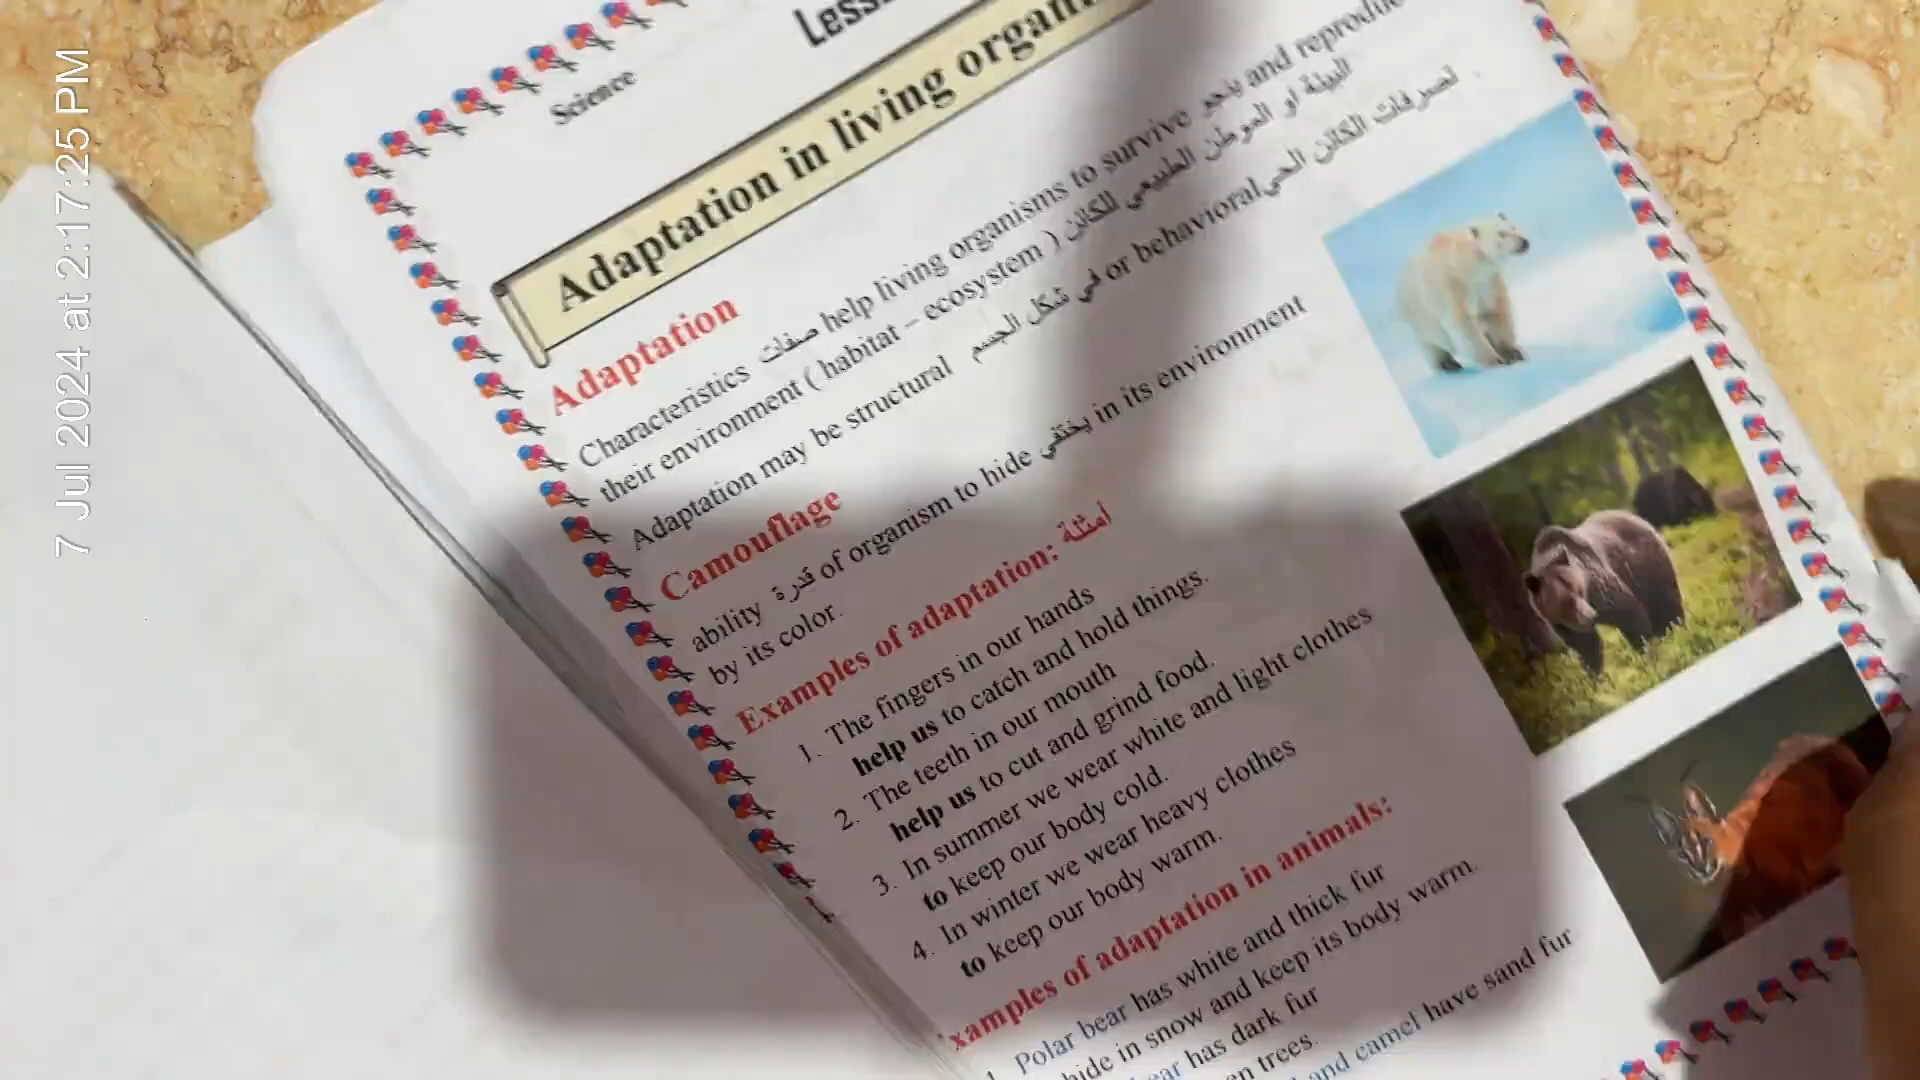 7 Jul 2024 at 2:17:25 PM
Science
Adaptation in living
Adaptation
Characteristics صفات help living organisms to survive ينجو and
their environment ( habitat – ecosystem ) البيئة او الموطن الطبيعي للكائن
Adaptation may be structural في شكل الجسم or behavioral تصرفات الكائن الحي
Camouflage
ability قدرة of organism to hide يختفي in its environment
by its color.
Examples of adaptation: أمثلة
1. The fingers in our hands
help us to catch and hold things.
2. The teeth in our mouth
help us to cut and grind food.
3. In summer we wear white and light clothes
to keep our body cold.
4. In winter we wear heavy clothes
to keep our body warm.
xamples of adaptation in animals:
Polar bear has white and thick fur
hide in snow and keep its body warm.
has dark fur
trees.
and camel have sand fur